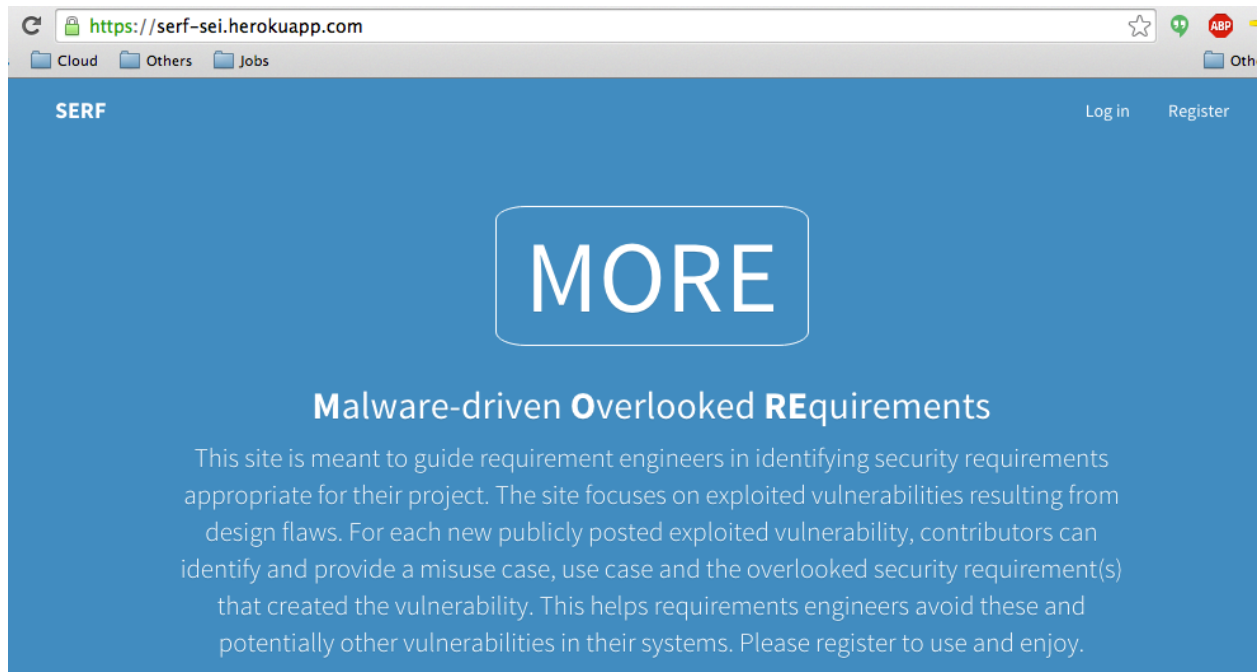 https://serf-sei.herokuapp.com
ABP
Cloud Others Jobs
SERF Log in Register
MORE
Malware-driven Overlooked REquirements
This site is meant to guide requirement engineers in identifying security requirements
appropriate for their project. The site focuses on exploited vulnerabilities resulting from
design flaws. For each new publicly posted exploited vulnerability, contributors can
identify and provide a misuse case, use case and the overlooked security requirement(s)
that created the vulnerability. This helps requirements engineers avoid these and
potentially other vulnerabilities in their systems. Please register to use and enjoy.